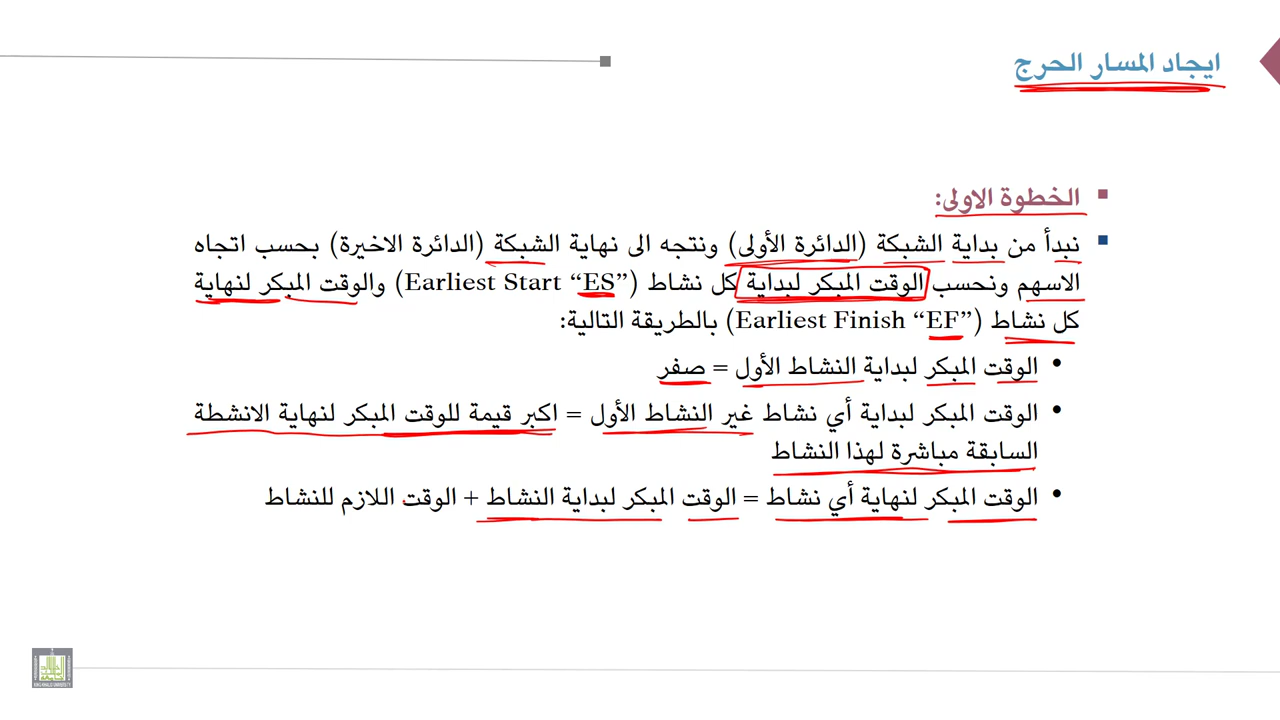 ايجاد المسار الحرج
الخطوة الاولى:
نبدأ من بداية الشبكة (الدائرة الأولى) ونتجه الى نهاية الشبكة (الدائرة الاخيرة) بحسب اتجاه
الاسهم ونحسب الوقت المبكر لبداية كل نشاط (Earliest Start “ES”) والوقت المبكر لنهاية
كل نشاط (Earliest Finish “EF”) بالطريقة التالية:
الوقت المبكر لبداية النشاط الأول = صفر
الوقت المبكر لبداية أي نشاط غير النشاط الأول = اكبر قيمة للوقت المبكر لنهاية الانشطة
السابقة مباشرة لهذا النشاط
الوقت المبكر لنهاية أي نشاط = الوقت المبكر لبداية النشاط + الوقت اللازم للنشاط